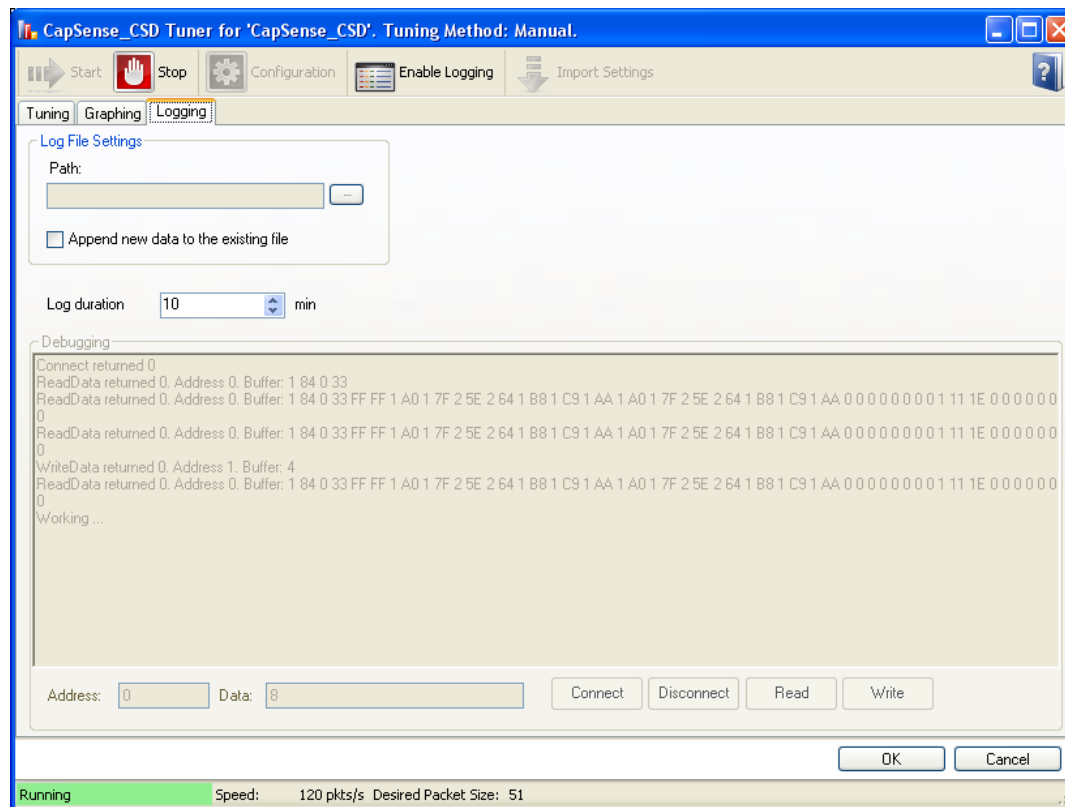 CapSense_CSD Tuner for 'CapSense_CSD'. Tuning Method: Manual.
Start Stop Configuration Enable Logging Import Settings ?
Tuning Graphing Logging
Log File Settings
Path:
...
Append new data to the existing file
Log duration 10 min
Debugging
Connect returned 0
ReadData returned 0. Address 0. Buffer: 1 84 0 33
ReadData returned 0. Address 0. Buffer: 1 84 0 33 FF FF 1 A0 1 7F 2 5E 2 64 1 B8 1 C9 1 AA 1 A0 1 7F 2 5E 2 64 1 B8 1 C9 1 AA 0 0 0 0 0 0 0 0 1 11 1E 0 0 0 0 0 0
0
ReadData returned 0. Address 0. Buffer: 1 84 0 33 FF FF 1 A0 1 7F 2 5E 2 64 1 B8 1 C9 1 AA 1 A0 1 7F 2 5E 2 64 1 B8 1 C9 1 AA 0 0 0 0 0 0 0 0 1 11 1E 0 0 0 0 0 0
0
WriteData returned 0. Address 1. Buffer: 4
ReadData returned 0. Address 0. Buffer: 1 84 0 33 FF FF 1 A0 1 7F 2 5E 2 64 1 B8 1 C9 1 AA 1 A0 1 7F 2 5E 2 64 1 B8 1 C9 1 AA 0 0 0 0 0 0 0 0 1 11 1E 0 0 0 0 0 0
0
Working ...
Address: 0 Data: 8 Connect Disconnect Read Write
OK Cancel
Running Speed: 120 pkts/s Desired Packet Size: 51